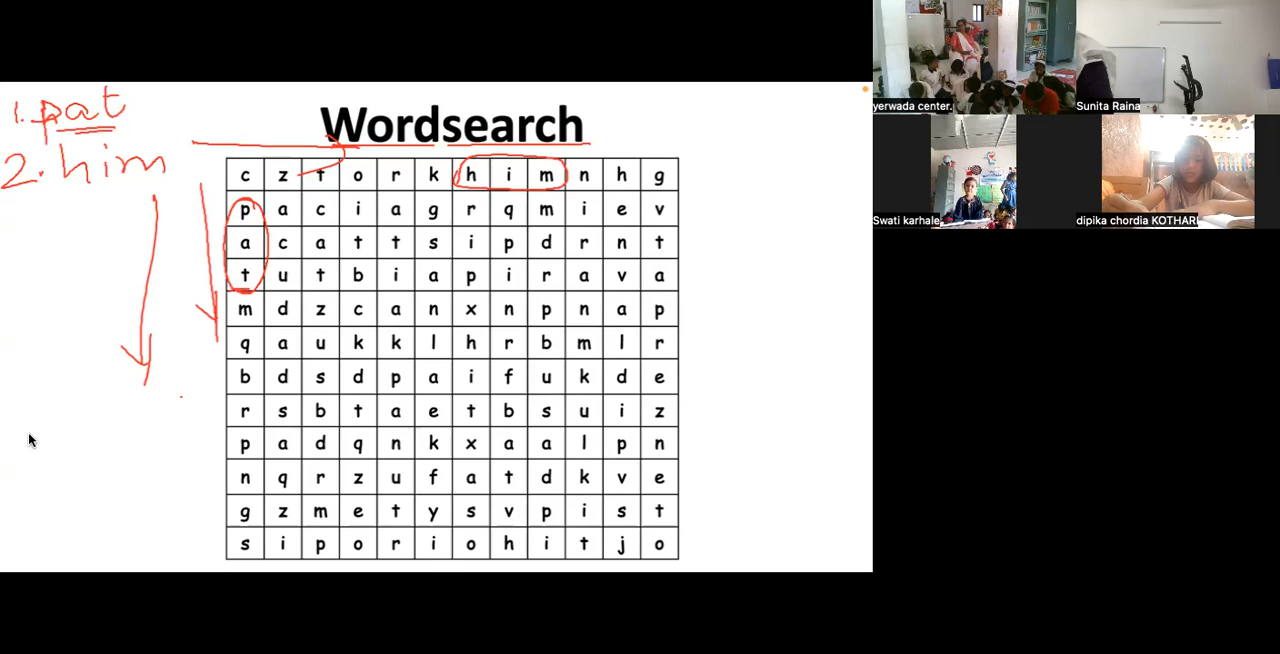 1. pat
2. him
Wordsearch
c z t o r k h i m n h g
p a c i a g r q m i e v
a c a t t s i p d r n t
t u t b i a p i r a v a
m d z c a n x n p n a p
q a u k k l h r b m l r
b d s d p a i f u k d e
r s b t a e t b s u i z
p a d q n k x a a l p n
n q r z u f a t d k v e
g z m e t y s v p i s t
s i p o r i o h i t j o
yerwada center.
Sunita Raina
Swati karhale
dipika chordia KOTHARI